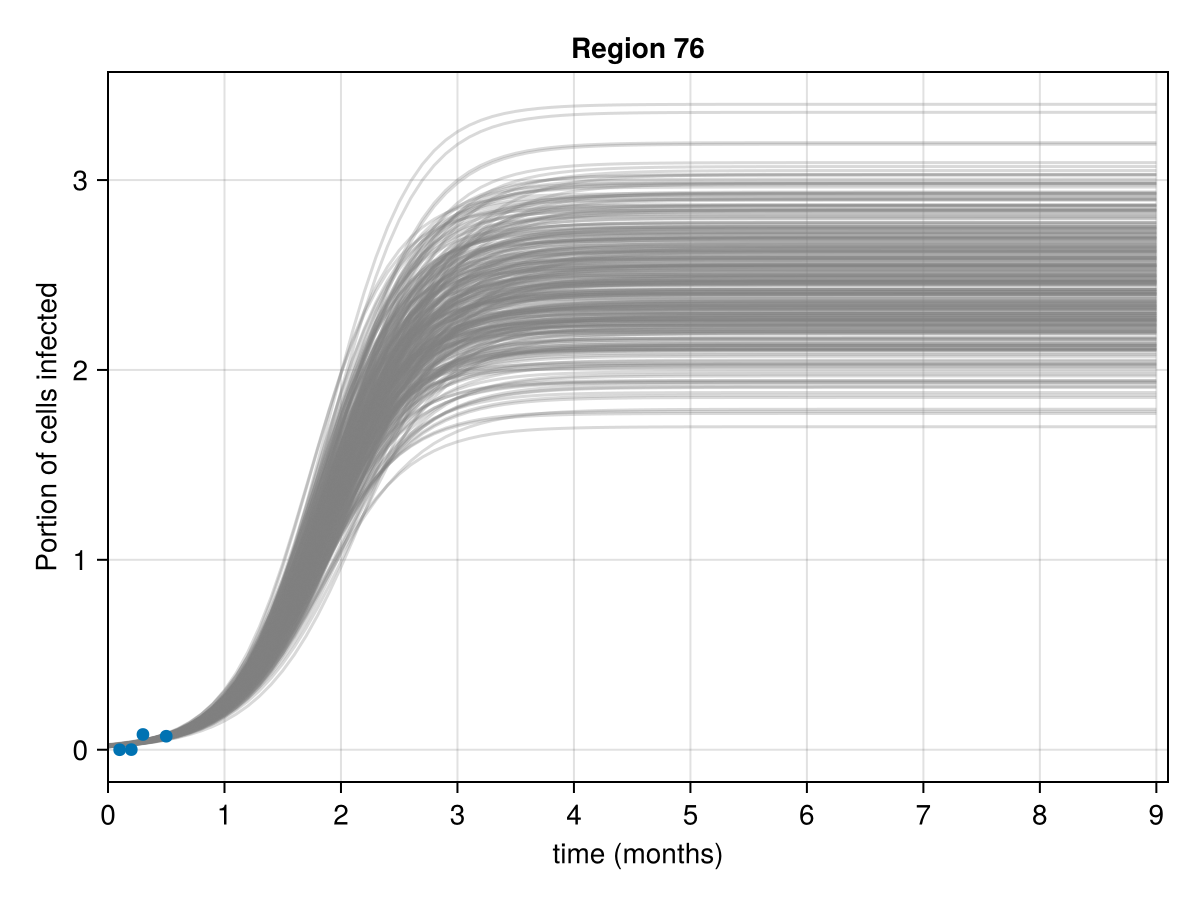 Region 76
Portion of cells infected
3
2
1
0
0 1 2 3 4 5 6 7 8 9
time (months)